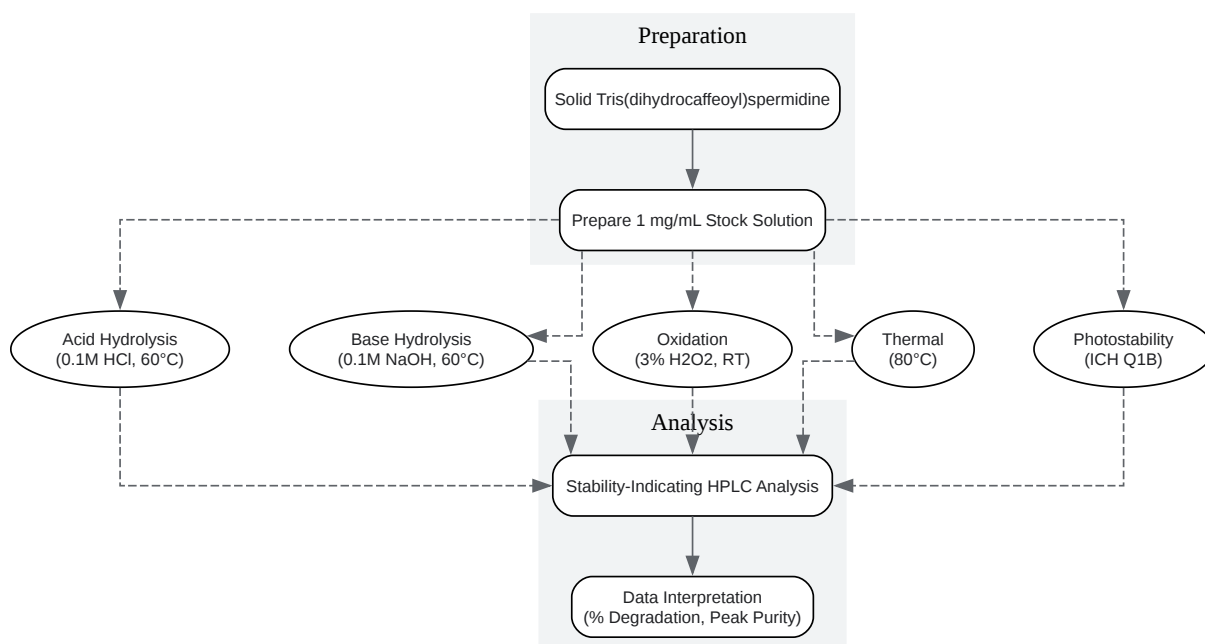 Preparation
Solid Tris(dihydrocaffeoyl)spermidine
Prepare 1 mg/mL Stock Solution
Acid Hydrolysis
(0.1M HCl, 60°C)
Base Hydrolysis
(0.1M NaOH, 60°C)
Oxidation
(3% H2O2, RT)
Thermal
(80°C)
Photostability
(ICH Q1B)
Analysis
Stability-Indicating HPLC Analysis
Data Interpretation
(% Degradation, Peak Purity)